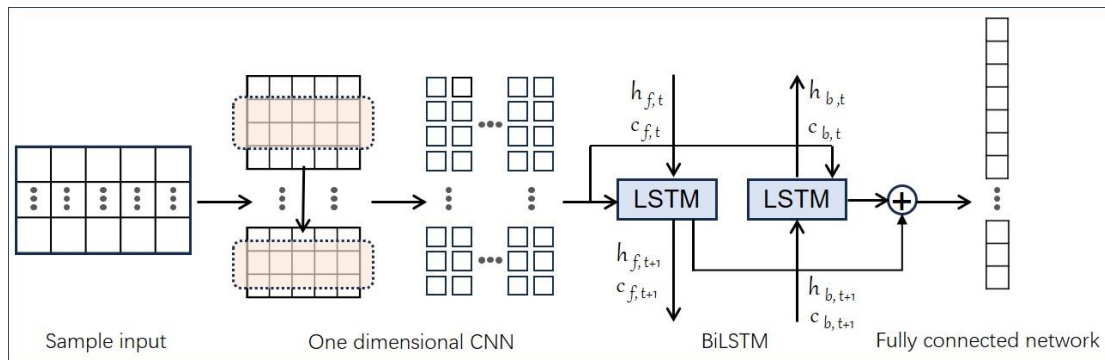 h f,t
c f,t
h b,t
c b,t
LSTM
LSTM
+
h f,t+1
c f,t+1
h b,t+1
c b,t+1
Sample input
One dimensional CNN
BiLSTM
Fully connected network